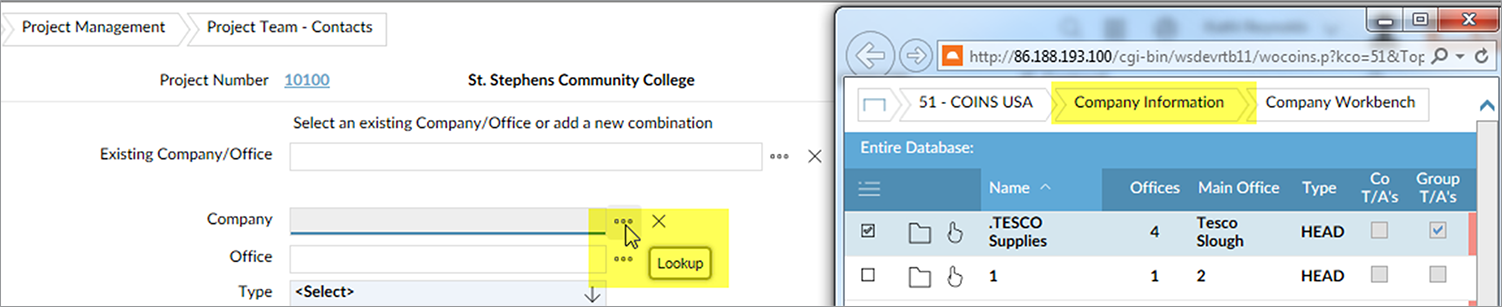 Project Management
Project Team - Contacts
Project Number 10100 St. Stephens Community College
Select an existing Company/Office or add a new combination
Existing Company/Office
Company
Office
Lookup
Type <Select>
http://86.188.193.100/cgi-bin/wsdevrtb11/wocoins.p?kco=51&Top
51 - COINS USA
Company Information
Company Workbench
Entire Database:
Name Offices Main Office Type Co T/A's Group T/A's
.TESCO Supplies 4 Tesco Slough HEAD
1 1 2 HEAD